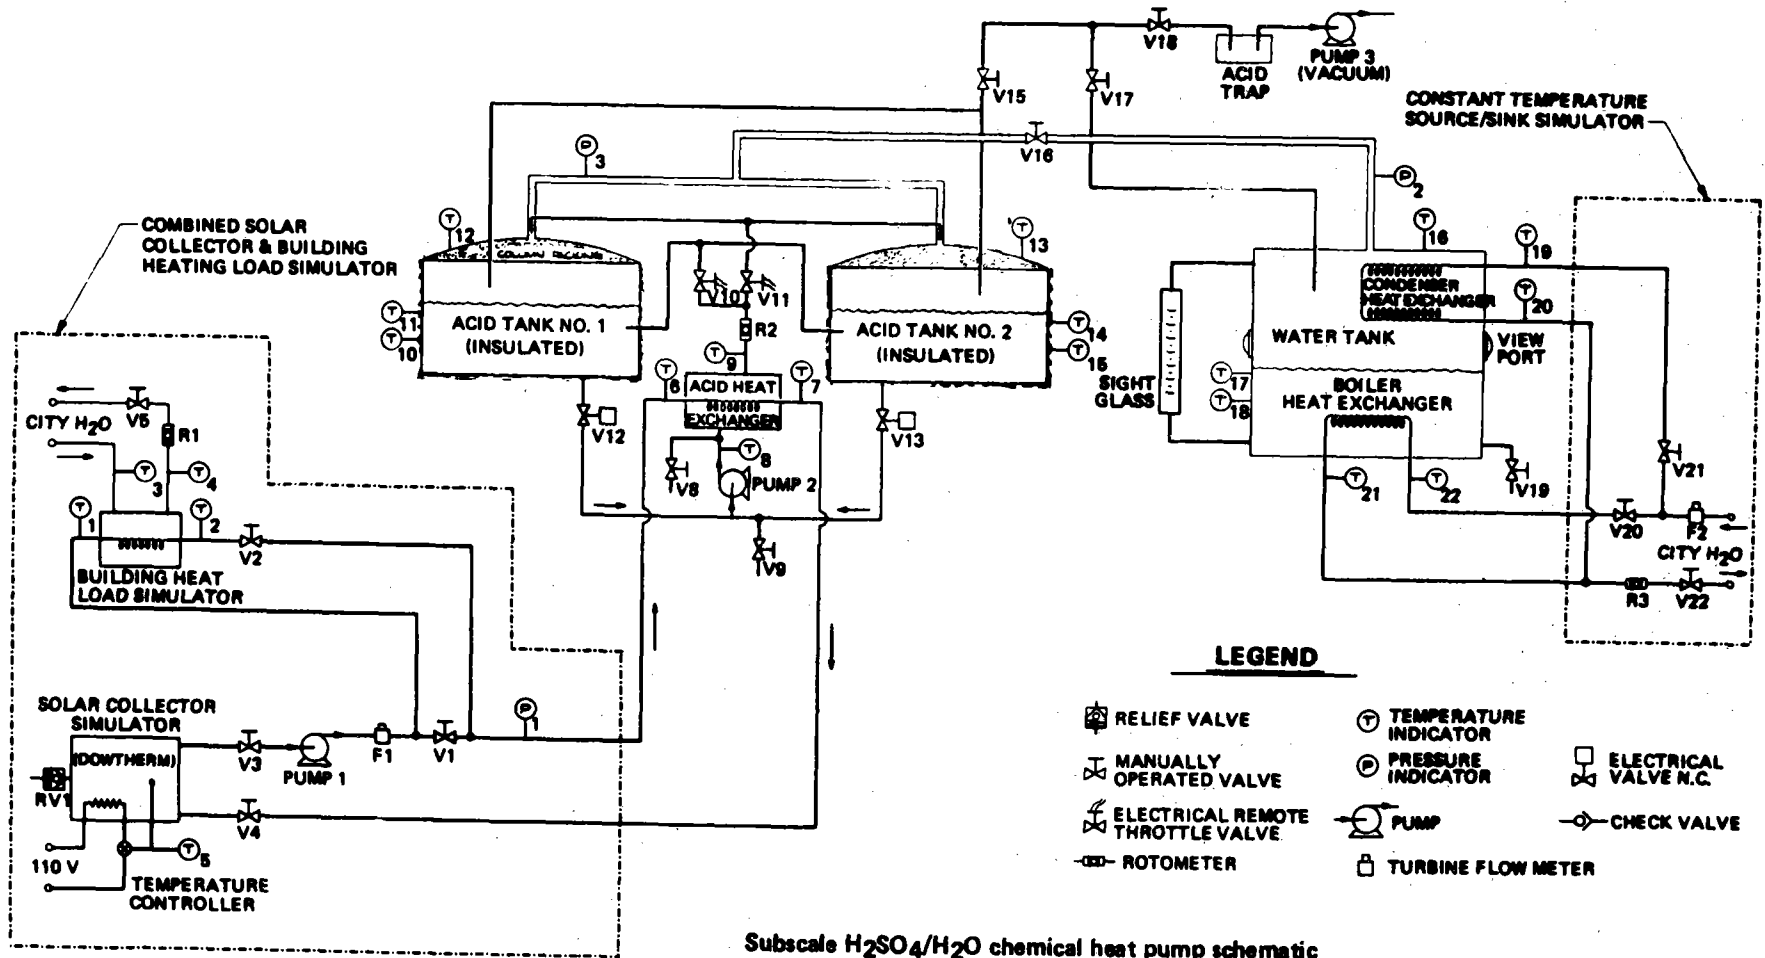 V18
PUMP 3
(VACUUM)
ACID
TRAP
V15
V17
CONSTANT TEMPERATURE
SOURCE/SINK SIMULATOR
V16
P 3
P 2
COMBINED SOLAR
COLLECTOR & BUILDING
HEATING LOAD SIMULATOR
T 12
COLUMN PACKING
T 13
T 16
T 19
T 20
V10
V11
CONDENSER
HEAT EXCHANGER
T 11
T 10
ACID TANK NO. 1
(INSULATED)
R2
ACID TANK NO. 2
(INSULATED)
T 14
T 15
WATER TANK
VIEW
PORT
SIGHT
GLASS
T 9
T 6
T 7
ACID HEAT
EXCHANGER
T 17
T 18
BOILER
HEAT EXCHANGER
V5
CITY H2O
R1
V12
V13
T 8
V8
PUMP 2
V21
V19
T 3
T 4
T 21
T 22
T 1
T 2
V2
V9
V20
F2
CITY H2O
BUILDING HEAT
LOAD SIMULATOR
R3
V22
LEGEND
SOLAR COLLECTOR
SIMULATOR
(DOWTHERM)
P 1
V3
PUMP 1
F1
V1
RV1
V4
110 V
T 5
TEMPERATURE
CONTROLLER
RELIEF VALVE
T TEMPERATURE
INDICATOR
MANUALLY
OPERATED VALVE
P PRESSURE
INDICATOR
ELECTRICAL
VALVE N.C.
ELECTRICAL REMOTE
THROTTLE VALVE
PUMP
CHECK VALVE
ROTOMETER
TURBINE FLOW METER
Subscale H2SO4/H2O chemical heat pump schematic